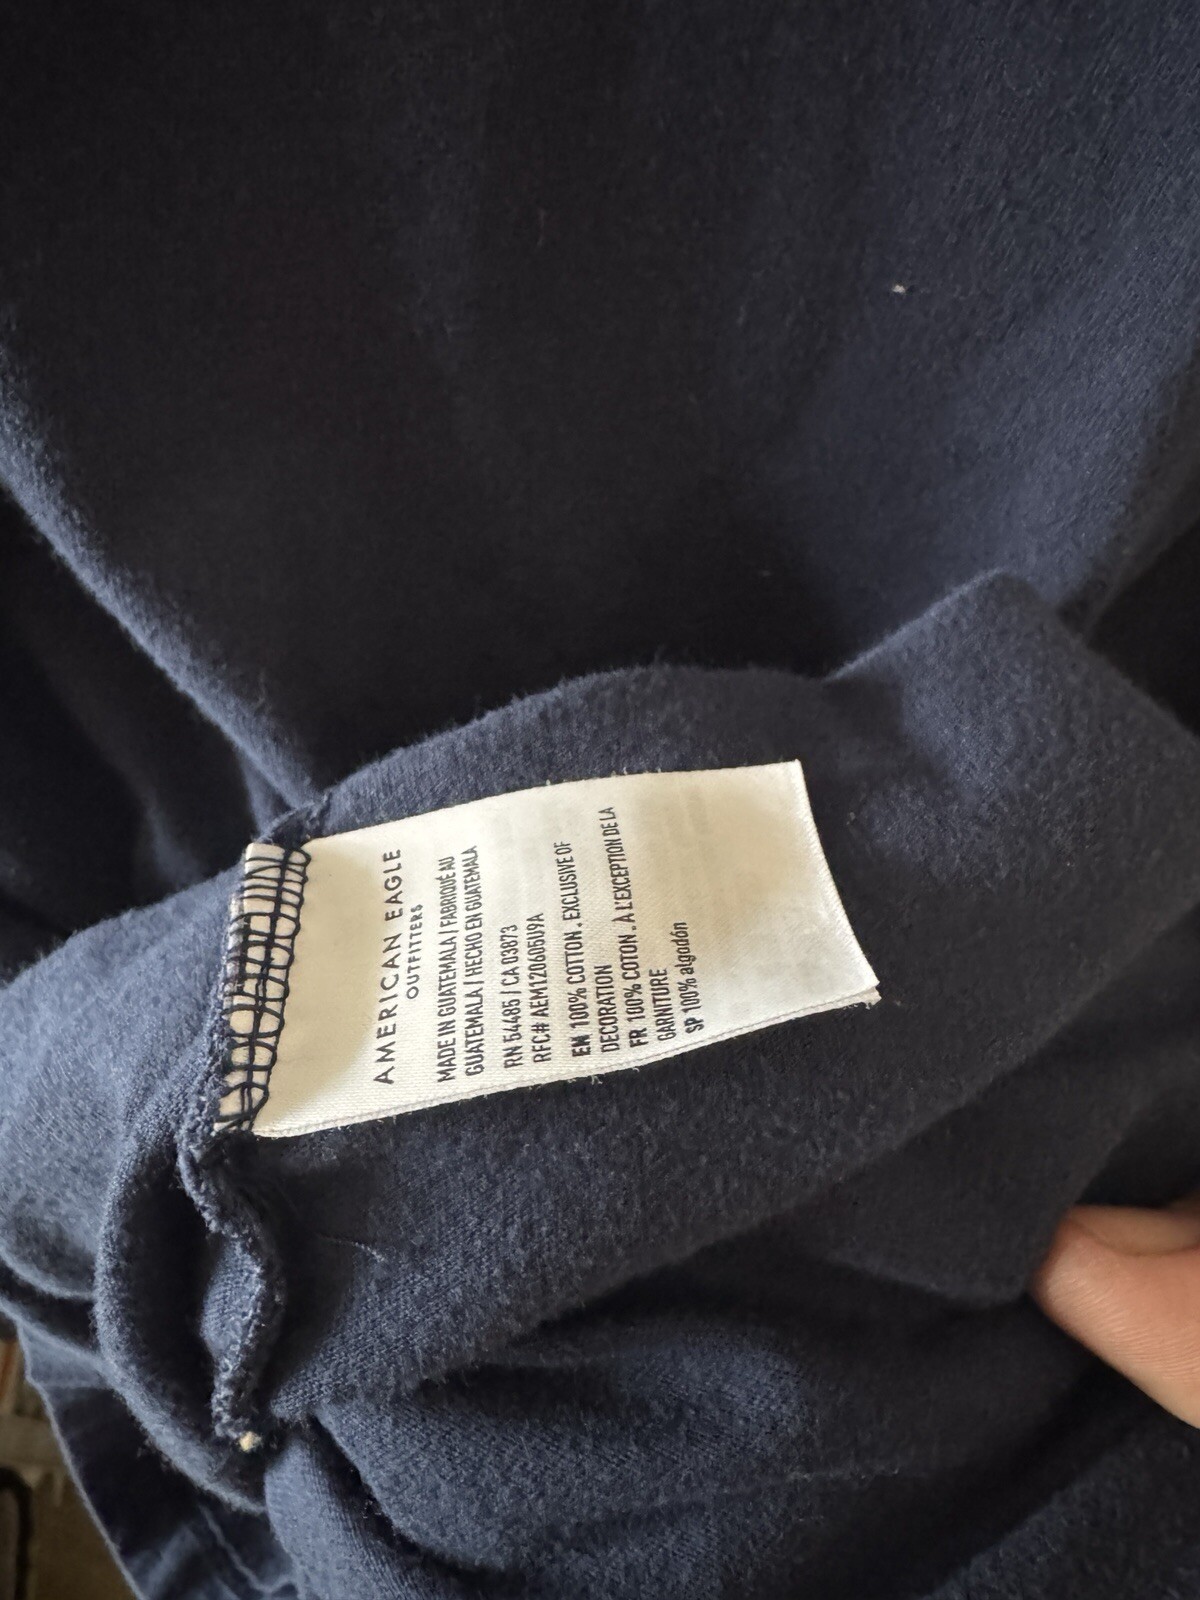 AMERICAN EAGLE
OUTFITTERS
MADE IN GUATEMALA | FABRIQUÉ AU
GUATEMALA | HECHO EN GUATEMALA
RN 54485 | CA 03873
RFC# AEM120605U9A
EN 100% COTTON . EXCLUSIVE OF
DECORATION
FR 100% COTON . À L'EXCEPTION DE LA
GARNITURE
SP 100% algodón